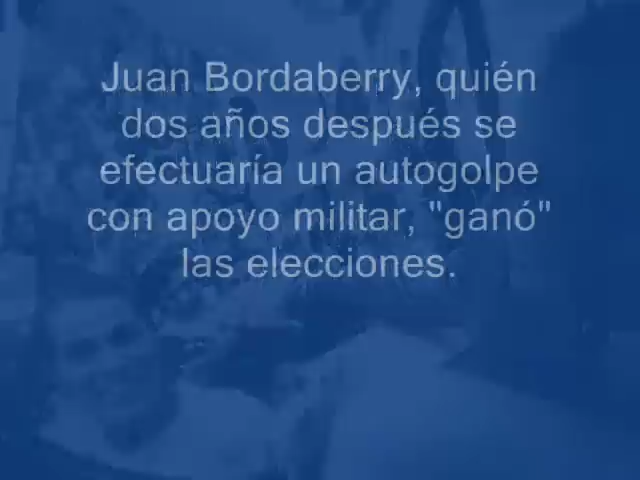 Juan Bordaberry, quién
dos años después se
efectuaría un autogolpe
con apoyo militar, "ganó"
las elecciones.